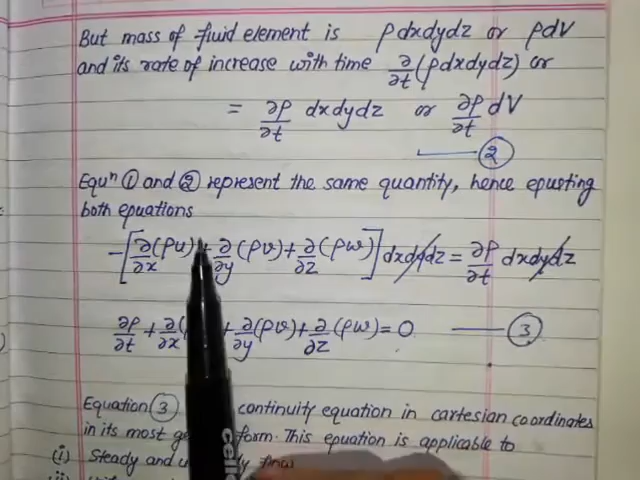 But mass of fluid element is ρdxdydz or ρdV
and its rate of increase with time ∂/∂t(ρdxdydz) or
= ∂ρ/∂t dxdydz or ∂ρ/∂t dV
②
Equⁿ ① and ② represent the same quantity, hence equating
both equations
-[∂/∂x(ρu)+∂/∂y(ρv)+∂/∂z(ρw)]dxdydz = ∂ρ/∂t dxdydz
∂ρ/∂t+∂/∂x( +∂/∂y(ρv)+∂/∂z(ρw)=0 ③
Equation ③ continuity equation in cartesian coordinates
in its most form. This equation is applicable to
(i) Steady and
cello